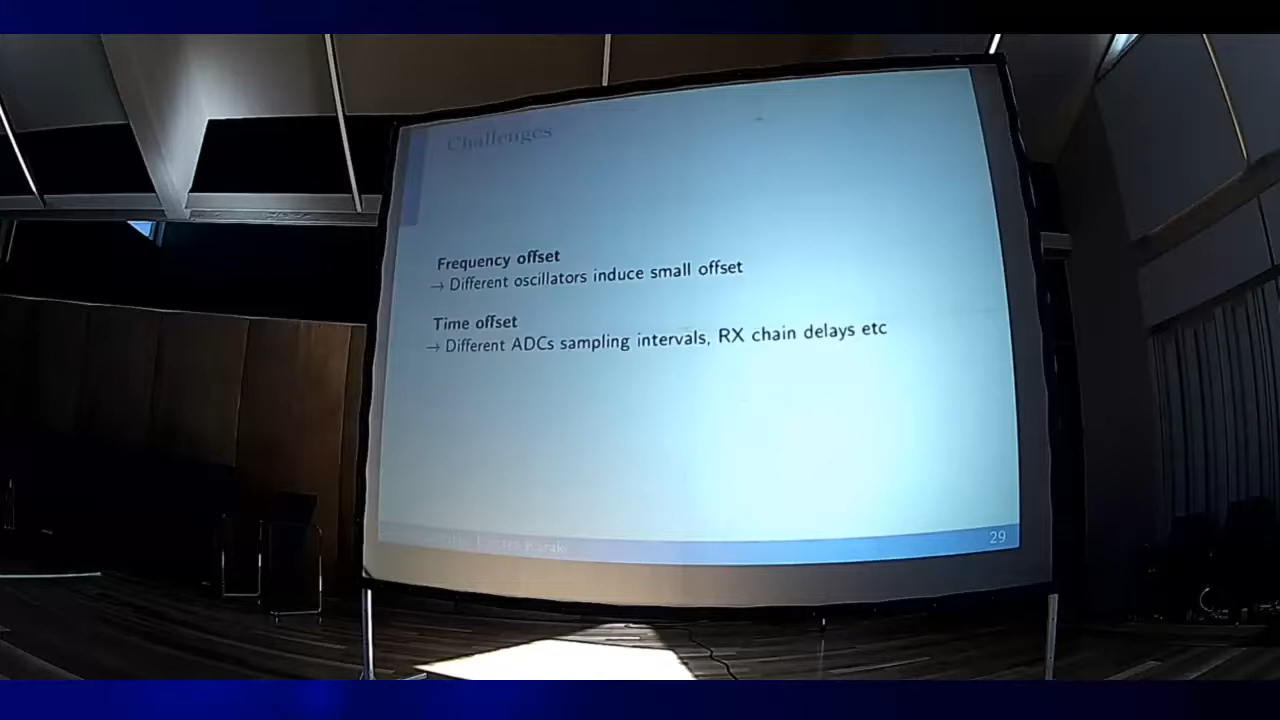 Challenges
Frequency offset
→ Different oscillators induce small offset
Time offset
→ Different ADCs sampling intervals, RX chain delays etc
29